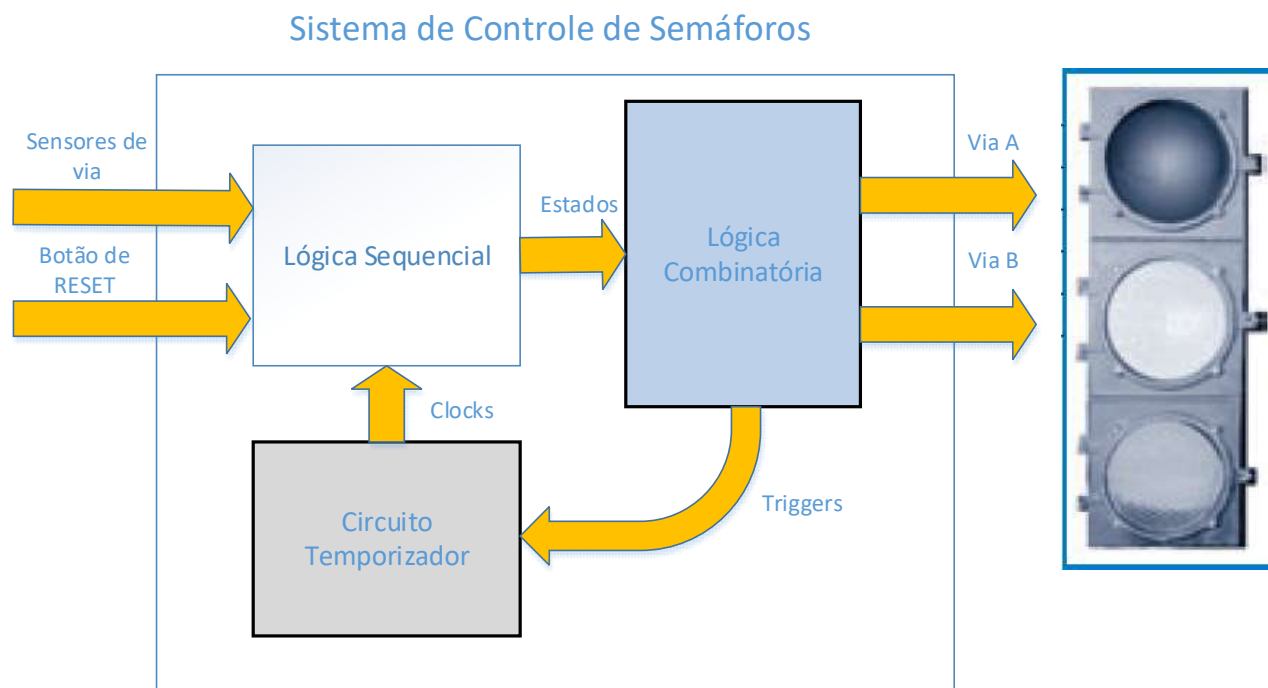 Sistema de Controle de Semáforos
Sensores de
via
Botão de
RESET
Lógica Sequencial
Estados
Lógica
Combinatória
Via A
Via B
Clocks
Circuito
Temporizador
Triggers